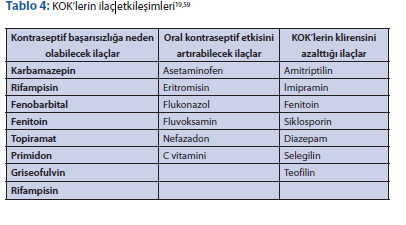 Tablo 4: KOK'lerin ilaç etkileşimleri19,59
Kontraseptif başarısızlığa neden olabilecek ilaçlar	Oral kontraseptif etkisini artırabilecek ilaçlar	KOK'lerin klirensini azalttığı ilaçlar
Karbamazepin	Asetaminofen	Amitriptilin
Rifampisin	Eritromisin	İmipramin
Fenobarbital	Flukonazol	Fenitoin
Fenitoin	Fluvoksamin	Siklosporin
Topiramat	Nefazadon	Diazepam
Primidon	C vitamini	Selegilin
Griseofulvin		Teofilin
Rifampisin